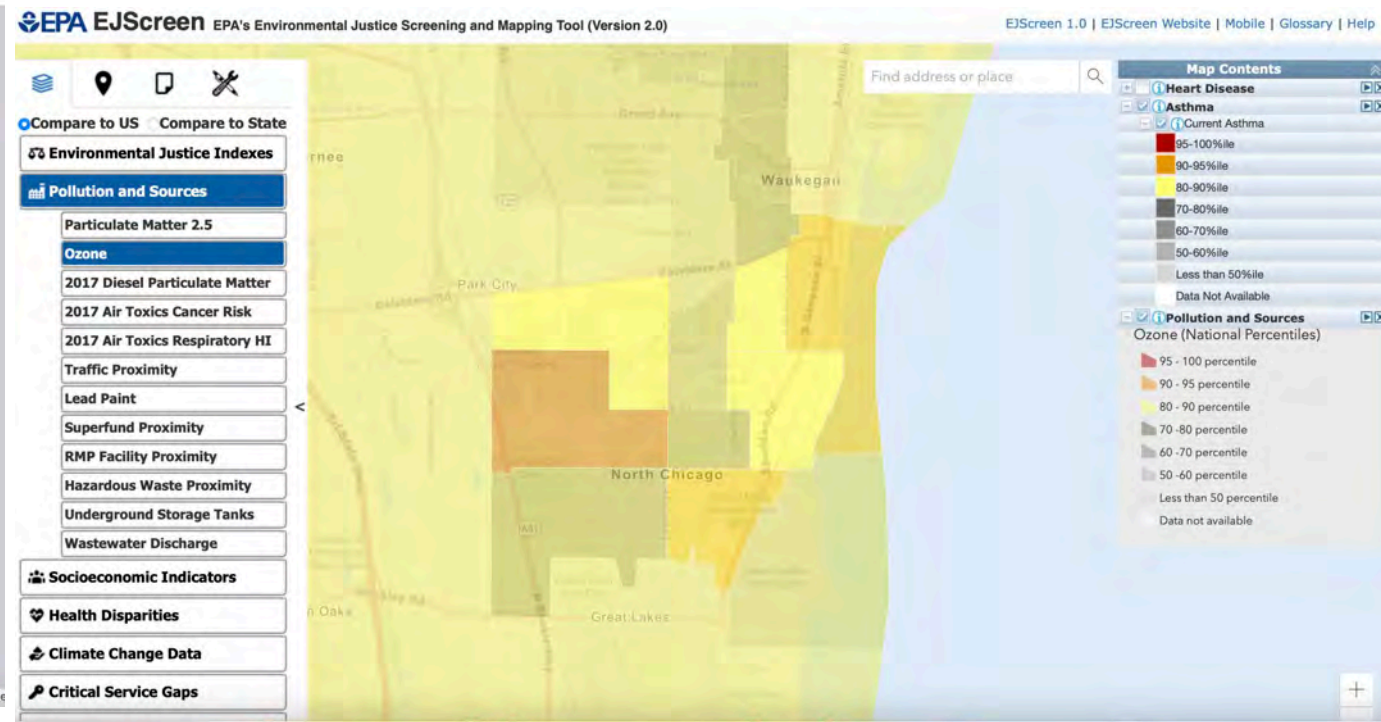 EPA EJScreen EPA's Environmental Justice Screening and Mapping Tool (Version 2.0)
EJScreen 1.0 | EJScreen Website | Mobile | Glossary | Help
Find address or place
Compare to US Compare to State
Environmental Justice Indexes
Pollution and Sources
Particulate Matter 2.5
Ozone
2017 Diesel Particulate Matter
2017 Air Toxics Cancer Risk
2017 Air Toxics Respiratory HI
Traffic Proximity
Lead Paint
Superfund Proximity
RMP Facility Proximity
Hazardous Waste Proximity
Underground Storage Tanks
Wastewater Discharge
Socioeconomic Indicators
Health Disparities
Climate Change Data
Critical Service Gaps
<
Grand Ave
rnee
Waukegan
Park City
North Chicago
Great Lakes
n Oaks
Map Contents
Heart Disease
Asthma
Current Asthma
95-100%ile
90-95%ile
80-90%ile
70-80%ile
60-70%ile
50-60%ile
Less than 50%ile
Data Not Available
Pollution and Sources
Ozone (National Percentiles)
95 - 100 percentile
90 - 95 percentile
80 - 90 percentile
70 -80 percentile
60 -70 percentile
50 -60 percentile
Less than 50 percentile
Data not available
+